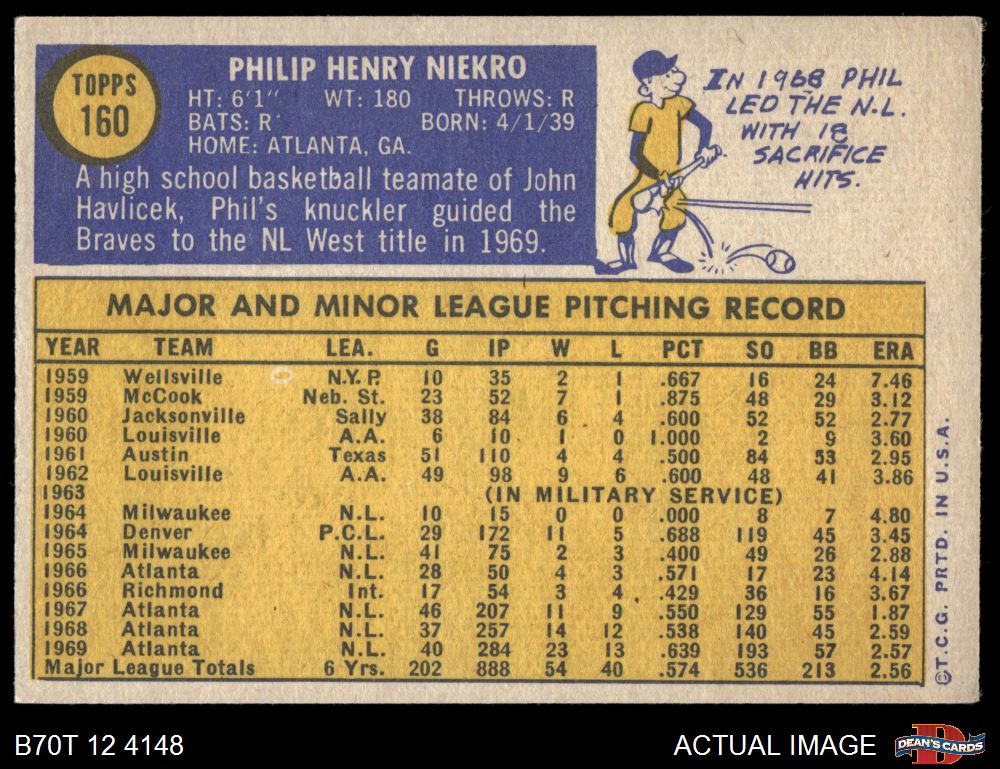 TOPPS
160
PHILIP HENRY NIEKRO
HT: 6'1" WT: 180 THROWS: R
BATS: R BORN: 4/1/39
HOME: ATLANTA, GA.
A high school basketball teamate of John
Havlicek, Phil's knuckler guided the
Braves to the NL West title in 1969.
IN 1968 PHIL
LED THE N.L.
WITH 18
SACRIFICE
HITS.
MAJOR AND MINOR LEAGUE PITCHING RECORD
YEAR TEAM LEA. G IP W L PCT SO BB ERA
1959 Wellsville N.Y.P. 10 35 2 1 .667 16 24 7.46
1959 McCook Neb. St. 23 52 7 1 .875 48 29 3.12
1960 Jacksonville Sally 38 84 6 4 .600 52 52 2.77
1960 Louisville A.A. 6 10 1 0 1.000 2 9 3.60
1961 Austin Texas 51 110 4 4 .500 84 53 2.95
1962 Louisville A.A. 49 98 9 6 .600 48 41 3.86
1963 (IN MILITARY SERVICE)
1964 Milwaukee N.L. 10 15 0 0 .000 8 7 4.80
1964 Denver P.C.L. 29 172 11 5 .688 119 45 3.45
1965 Milwaukee N.L. 41 75 2 3 .400 49 26 2.88
1966 Atlanta N.L. 28 50 4 3 .571 17 23 4.14
1966 Richmond Int. 17 54 3 4 .429 36 16 3.67
1967 Atlanta N.L. 46 207 11 9 .550 129 55 1.87
1968 Atlanta N.L. 37 257 14 12 .538 140 45 2.59
1969 Atlanta N.L. 40 284 23 13 .639 193 57 2.57
Major League Totals 6 Yrs. 202 888 54 40 .574 536 213 2.56
©T.C.G. PRTD. IN U.S.A.
B70T 12 4148
ACTUAL IMAGE
D
DEAN'S CARDS